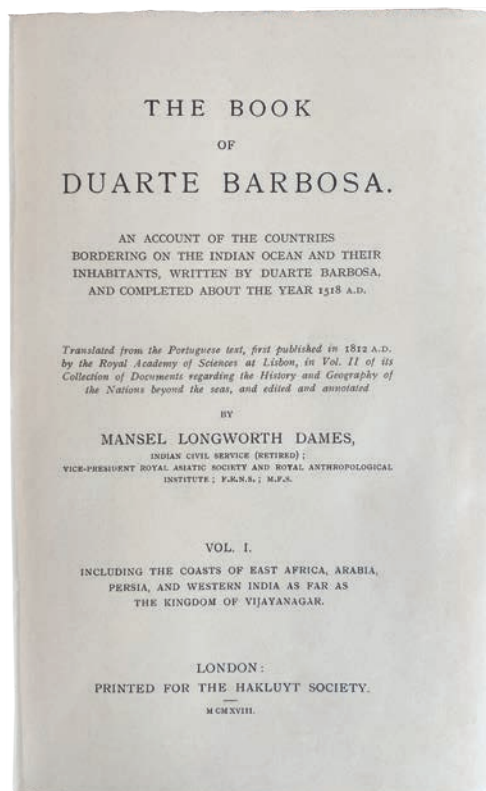 THE BOOK
OF
DUARTE BARBOSA.
AN ACCOUNT OF THE COUNTRIES
BORDERING ON THE INDIAN OCEAN AND THEIR
INHABITANTS, WRITTEN BY DUARTE BARBOSA,
AND COMPLETED ABOUT THE YEAR 1518 A.D.
Translated from the Portuguese text, first published in 1812 A.D.
by the Royal Academy of Sciences at Lisbon, in Vol. II of its
Collection of Documents regarding the History and Geography of
the Nations beyond the seas, and edited and annotated
BY
MANSEL LONGWORTH DAMES,
INDIAN CIVIL SERVICE (RETIRED) ;
VICE-PRESIDENT ROYAL ASIATIC SOCIETY AND ROYAL ANTHROPOLOGICAL
INSTITUTE ; F.R.N.S. ; M.F.S.
VOL. I.
INCLUDING THE COASTS OF EAST AFRICA, ARABIA,
PERSIA, AND WESTERN INDIA AS FAR AS
THE KINGDOM OF VIJAYANAGAR.
LONDON :
PRINTED FOR THE HAKLUYT SOCIETY.
M CM XVIII.